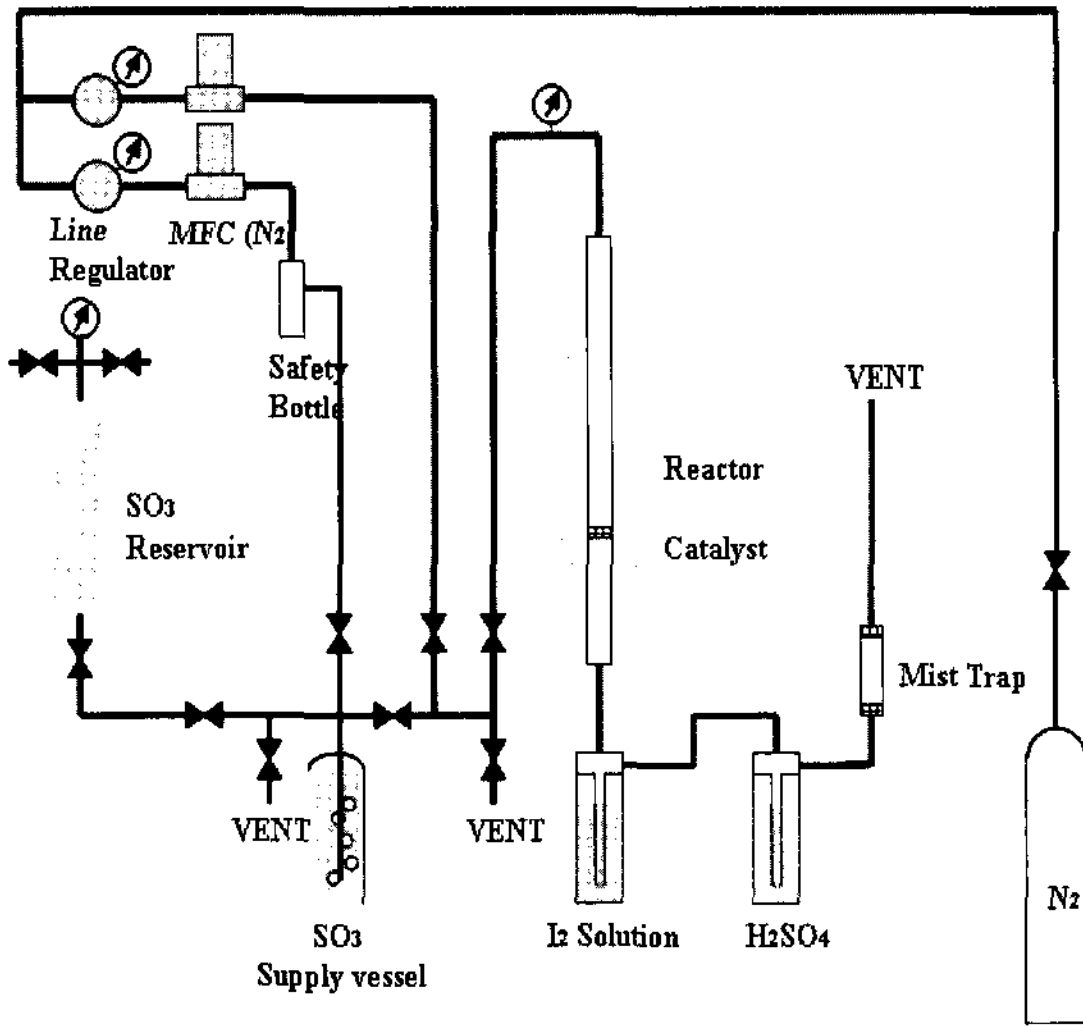 Line
Regulator
MFC (N2
Safety
Bottle
SO3
Reservoir
VENT
Reactor
Catalyst
Mist Trap
VENT
VENT
N2
SO3
Supply vessel
I2 Solution
H2SO4